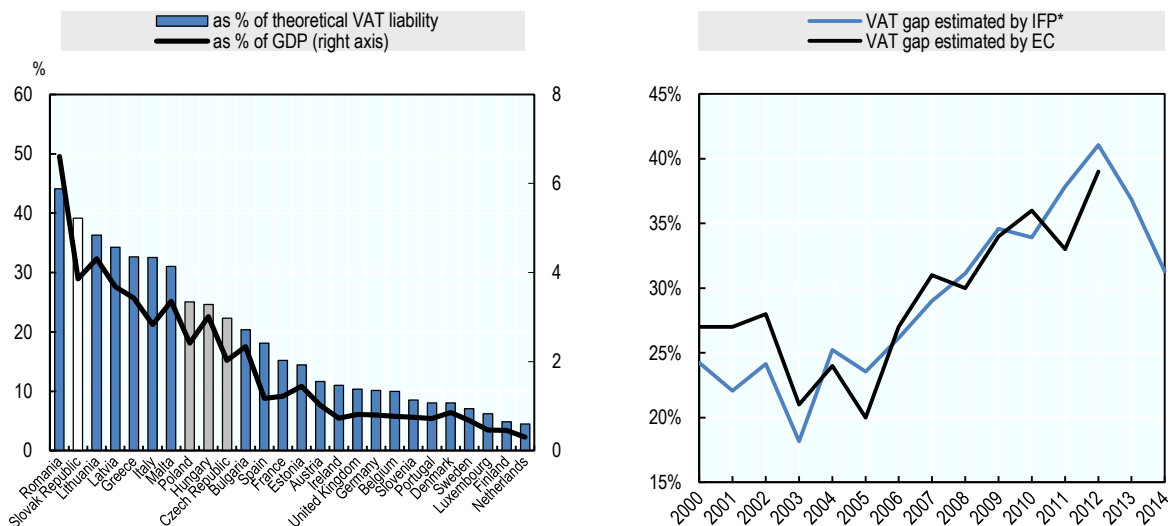 as % of theoretical VAT liability
as % of GDP (right axis)
%
60
50
40
30
20
10
0
8
6
4
2
0
Romania
Slovak Republic
Lithuania
Latvia
Greece
Italy
Malta
Poland
Hungary
Czech Republic
Bulgaria
Spain
France
Estonia
Austria
Ireland
United Kingdom
Germany
Belgium
Slovenia
Portugal
Denmark
Sweden
Luxembourg
Finland
Netherlands
VAT gap estimated by IFP*
VAT gap estimated by EC
45%
40%
35%
30%
25%
20%
15%
2000
2001
2002
2003
2004
2005
2006
2007
2008
2009
2010
2011
2012
2013
2014